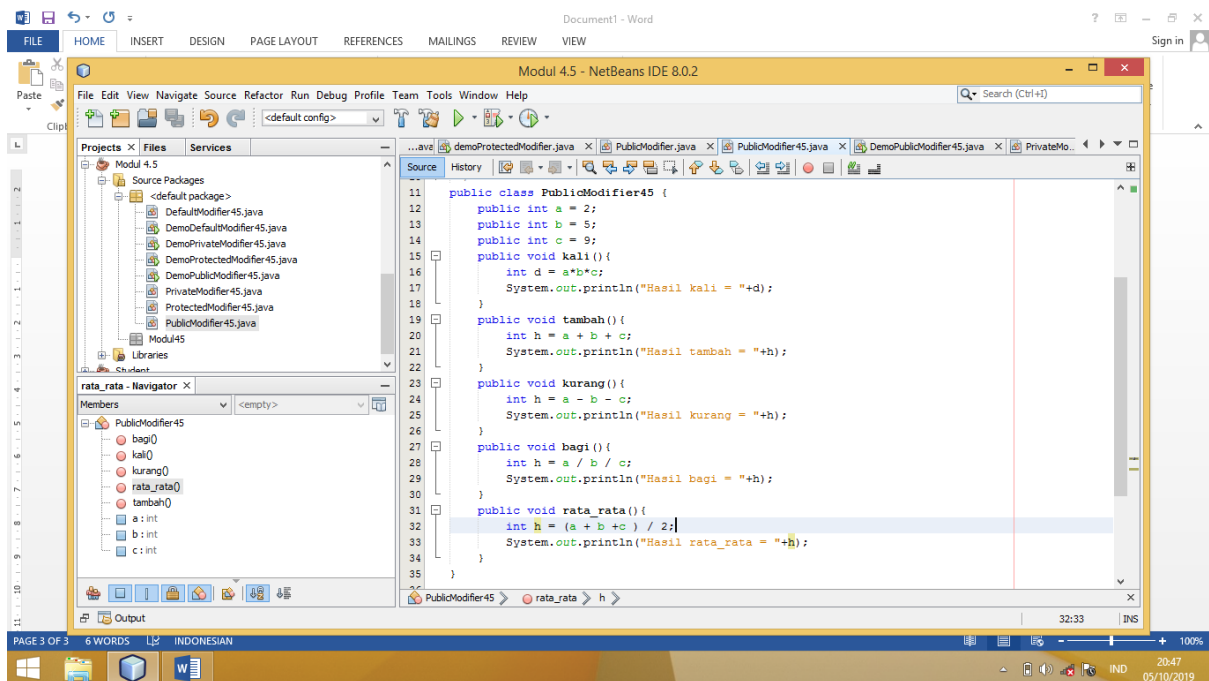 Document1 - Word
FILE HOME INSERT DESIGN PAGE LAYOUT REFERENCES MAILINGS REVIEW VIEW Sign in
Paste
Modul 4.5 - NetBeans IDE 8.0.2
File Edit View Navigate Source Refactor Run Debug Profile Team Tools Window Help
Search (Ctrl+I)
<default config>
Projects Files Services
...ava demoProtectedModifier.java PublicModifier.java PublicModifier45.java DemoPublicModifier45.java PrivateMo...
Source History
Modul 4.5
Source Packages
<default package>
DefaultModifier45.java
DemoDefaultModifier45.java
DemoPrivateModifier45.java
DemoProtectedModifier45.java
DemoPublicModifier45.java
PrivateModifier45.java
ProtectedModifier45.java
PublicModifier45.java
Modul45
Libraries
Student
rata_rata - Navigator
Members <empty>
PublicModifier45
bagi()
kali()
kurang()
rata_rata()
tambah()
a : int
b : int
c : int
11 public class PublicModifier45 {
12 public int a = 2;
13 public int b = 5;
14 public int c = 9;
15 public void kali(){
16 int d = a*b*c;
17 System.out.println("Hasil kali = "+d);
18 }
19 public void tambah(){
20 int h = a + b + c;
21 System.out.println("Hasil tambah = "+h);
22 }
23 public void kurang(){
24 int h = a - b - c;
25 System.out.println("Hasil kurang = "+h);
26 }
27 public void bagi(){
28 int h = a / b / c;
29 System.out.println("Hasil bagi = "+h);
30 }
31 public void rata_rata(){
32 int h = (a + b +c ) / 2;
33 System.out.println("Hasil rata_rata = "+h);
34 }
35 }
PublicModifier45 rata_rata h
Output
32:33 INS
PAGE 3 OF 3 6 WORDS INDONESIAN 100%
IND
20:47
05/10/2019